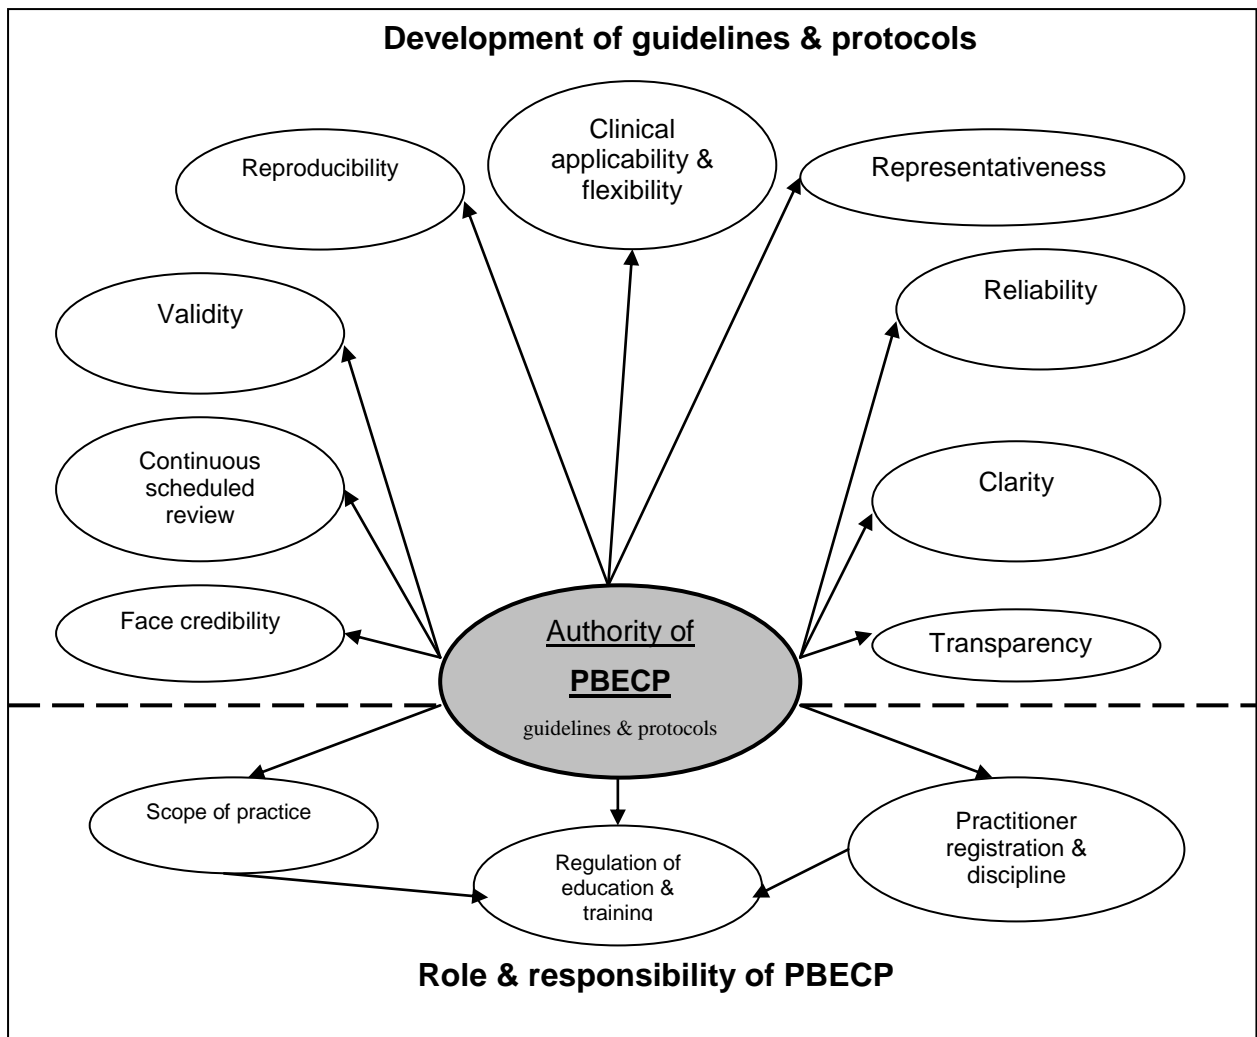 Development of guidelines & protocols
Reproducibility
Clinical
applicability &
flexibility
Representativeness
Validity
Reliability
Continuous
scheduled
review
Clarity
Face credibility
Transparency
Authority of
PBECP
guidelines & protocols
Scope of practice
Regulation of
education &
training
Practitioner
registration &
discipline
Role & responsibility of PBECP